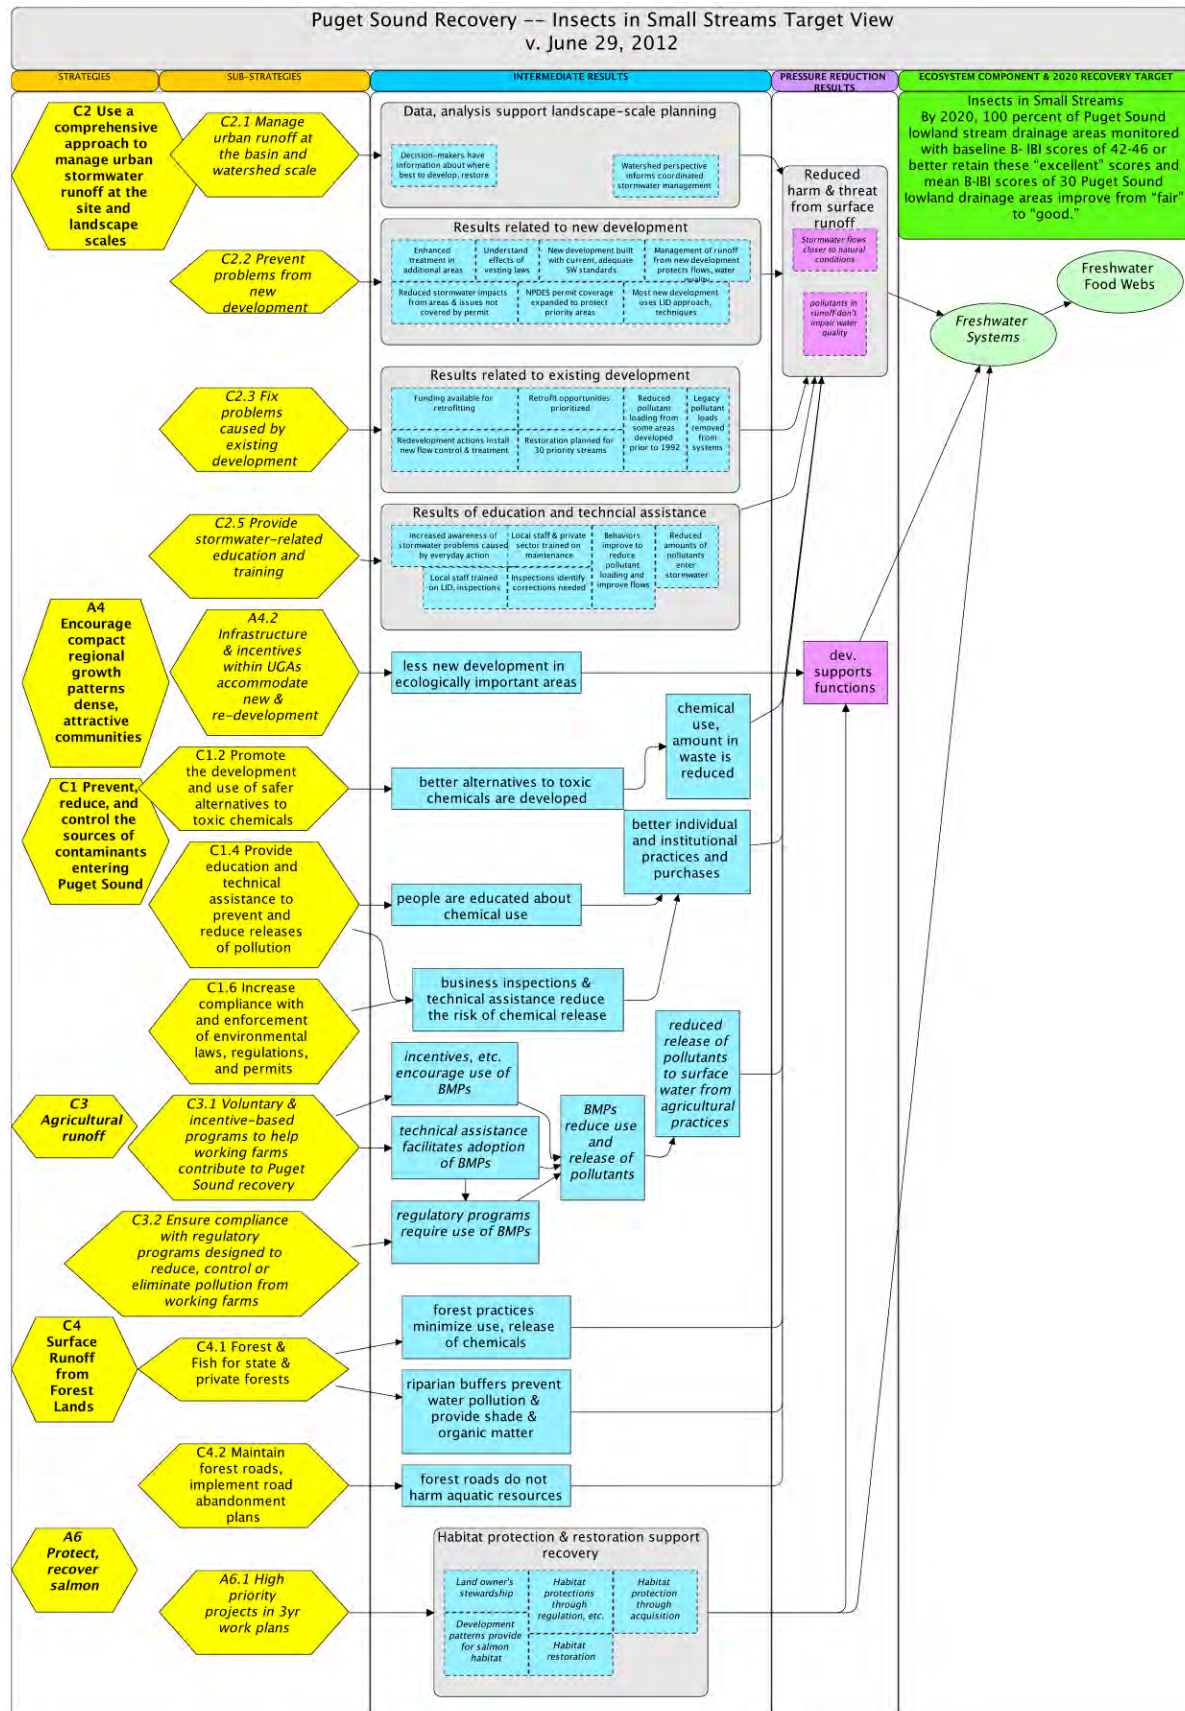 Puget Sound Recovery -- Insects in Small Streams Target View
v. June 29, 2012
STRATEGIES
SUB-STRATEGIES
INTERMEDIATE RESULTS
PRESSURE REDUCTION
RESULTS
ECOSYSTEM COMPONENT & 2020 RECOVERY TARGET
C2 Use a
comprehensive
approach to
manage urban
stormwater
runoff at the
site and
landscape
scales
C2.1 Manage
urban runoff at
the basin and
watershed scale
Data, analysis support landscape-scale planning
Decision-makers have
information about where
best to develop, restore
Watershed perspective
informs coordinated
stormwater management
Reduced
harm & threat
from surface
runoff
Stormwater flows
closer to natural
conditions
pollutants in
runoff don't
impair water
quality
Insects in Small Streams
By 2020, 100 percent of Puget Sound
lowland stream drainage areas monitored
with baseline B- IBI scores of 42-46 or
better retain these “excellent” scores and
mean B-IBI scores of 30 Puget Sound
lowland drainage areas improve from “fair”
to “good.”
C2.2 Prevent
problems from
new
development
Results related to new development
Enhanced
treatment in
additional areas
Understand
effects of
vesting laws
New development built
with current, adequate
SW standards
Management of runoff
from new development
protects flows, water
quality
Reduced stormwater impacts
from areas & issues not
covered by permit
NPDES permit coverage
expanded to protect
priority areas
Most new development
uses LID approach,
techniques
Freshwater
Food Webs
Freshwater
Systems
C2.3 Fix
problems
caused by
existing
development
Results related to existing development
Funding available for
retrofitting
Retrofit opportunities
prioritized
Reduced
pollutant
loading from
some areas
developed
prior to 1992
Legacy
pollutant
loads
removed
from
systems
Redevelopment actions install
new flow control & treatment
Restoration planned for
30 priority streams
C2.5 Provide
stormwater-related
education and
training
Results of education and techncial assistance
Increased awareness of
stormwater problems caused
by everyday action
Local staff & private
sector trained on
maintenance
Behaviors
improve to
reduce
pollutant
loading and
improve flows
Reduced
amounts of
pollutants
enter
stormwater
Local staff trained
on LID, inspections
Inspections identify
corrections needed
A4
Encourage
compact
regional
growth
patterns
dense,
attractive
communities
A4.2
Infrastructure
& incentives
within UGAs
accommodate
new &
re-development
less new development in
ecologically important areas
dev.
supports
functions
chemical
use,
amount in
waste is
reduced
C1.2 Promote
the development
and use of safer
alternatives to
toxic chemicals
better alternatives to toxic
chemicals are developed
C1 Prevent,
reduce, and
control the
sources of
contaminants
entering
Puget Sound
better individual
and institutional
practices and
purchases
C1.4 Provide
education and
technical
assistance to
prevent and
reduce releases
of pollution
people are educated about
chemical use
business inspections &
technical assistance reduce
the risk of chemical release
C1.6 Increase
compliance with
and enforcement
of environmental
laws, regulations,
and permits
reduced
release of
pollutants
to surface
water from
agricultural
practices
incentives, etc.
encourage use of
BMPs
C3
Agricultural
runoff
C3.1 Voluntary &
incentive-based
programs to help
working farms
contribute to Puget
Sound recovery
technical assistance
facilitates adoption
of BMPs
BMPs
reduce use
and
release of
pollutants
regulatory programs
require use of BMPs
C3.2 Ensure compliance
with regulatory
programs designed to
reduce, control or
eliminate pollution from
working farms
C4
Surface
Runoff
from
Forest
Lands
C4.1 Forest &
Fish for state &
private forests
forest practices
minimize use, release
of chemicals
riparian buffers prevent
water pollution &
provide shade &
organic matter
C4.2 Maintain
forest roads,
implement road
abandonment
plans
forest roads do not
harm aquatic resources
A6
Protect,
recover
salmon
A6.1 High
priority
projects in 3yr
work plans
Habitat protection & restoration support
recovery
Land owner's
stewardship
Habitat
protections
through
regulation, etc.
Habitat
protection
through
acquisition
Development
patterns provide
for salmon
habitat
Habitat
restoration